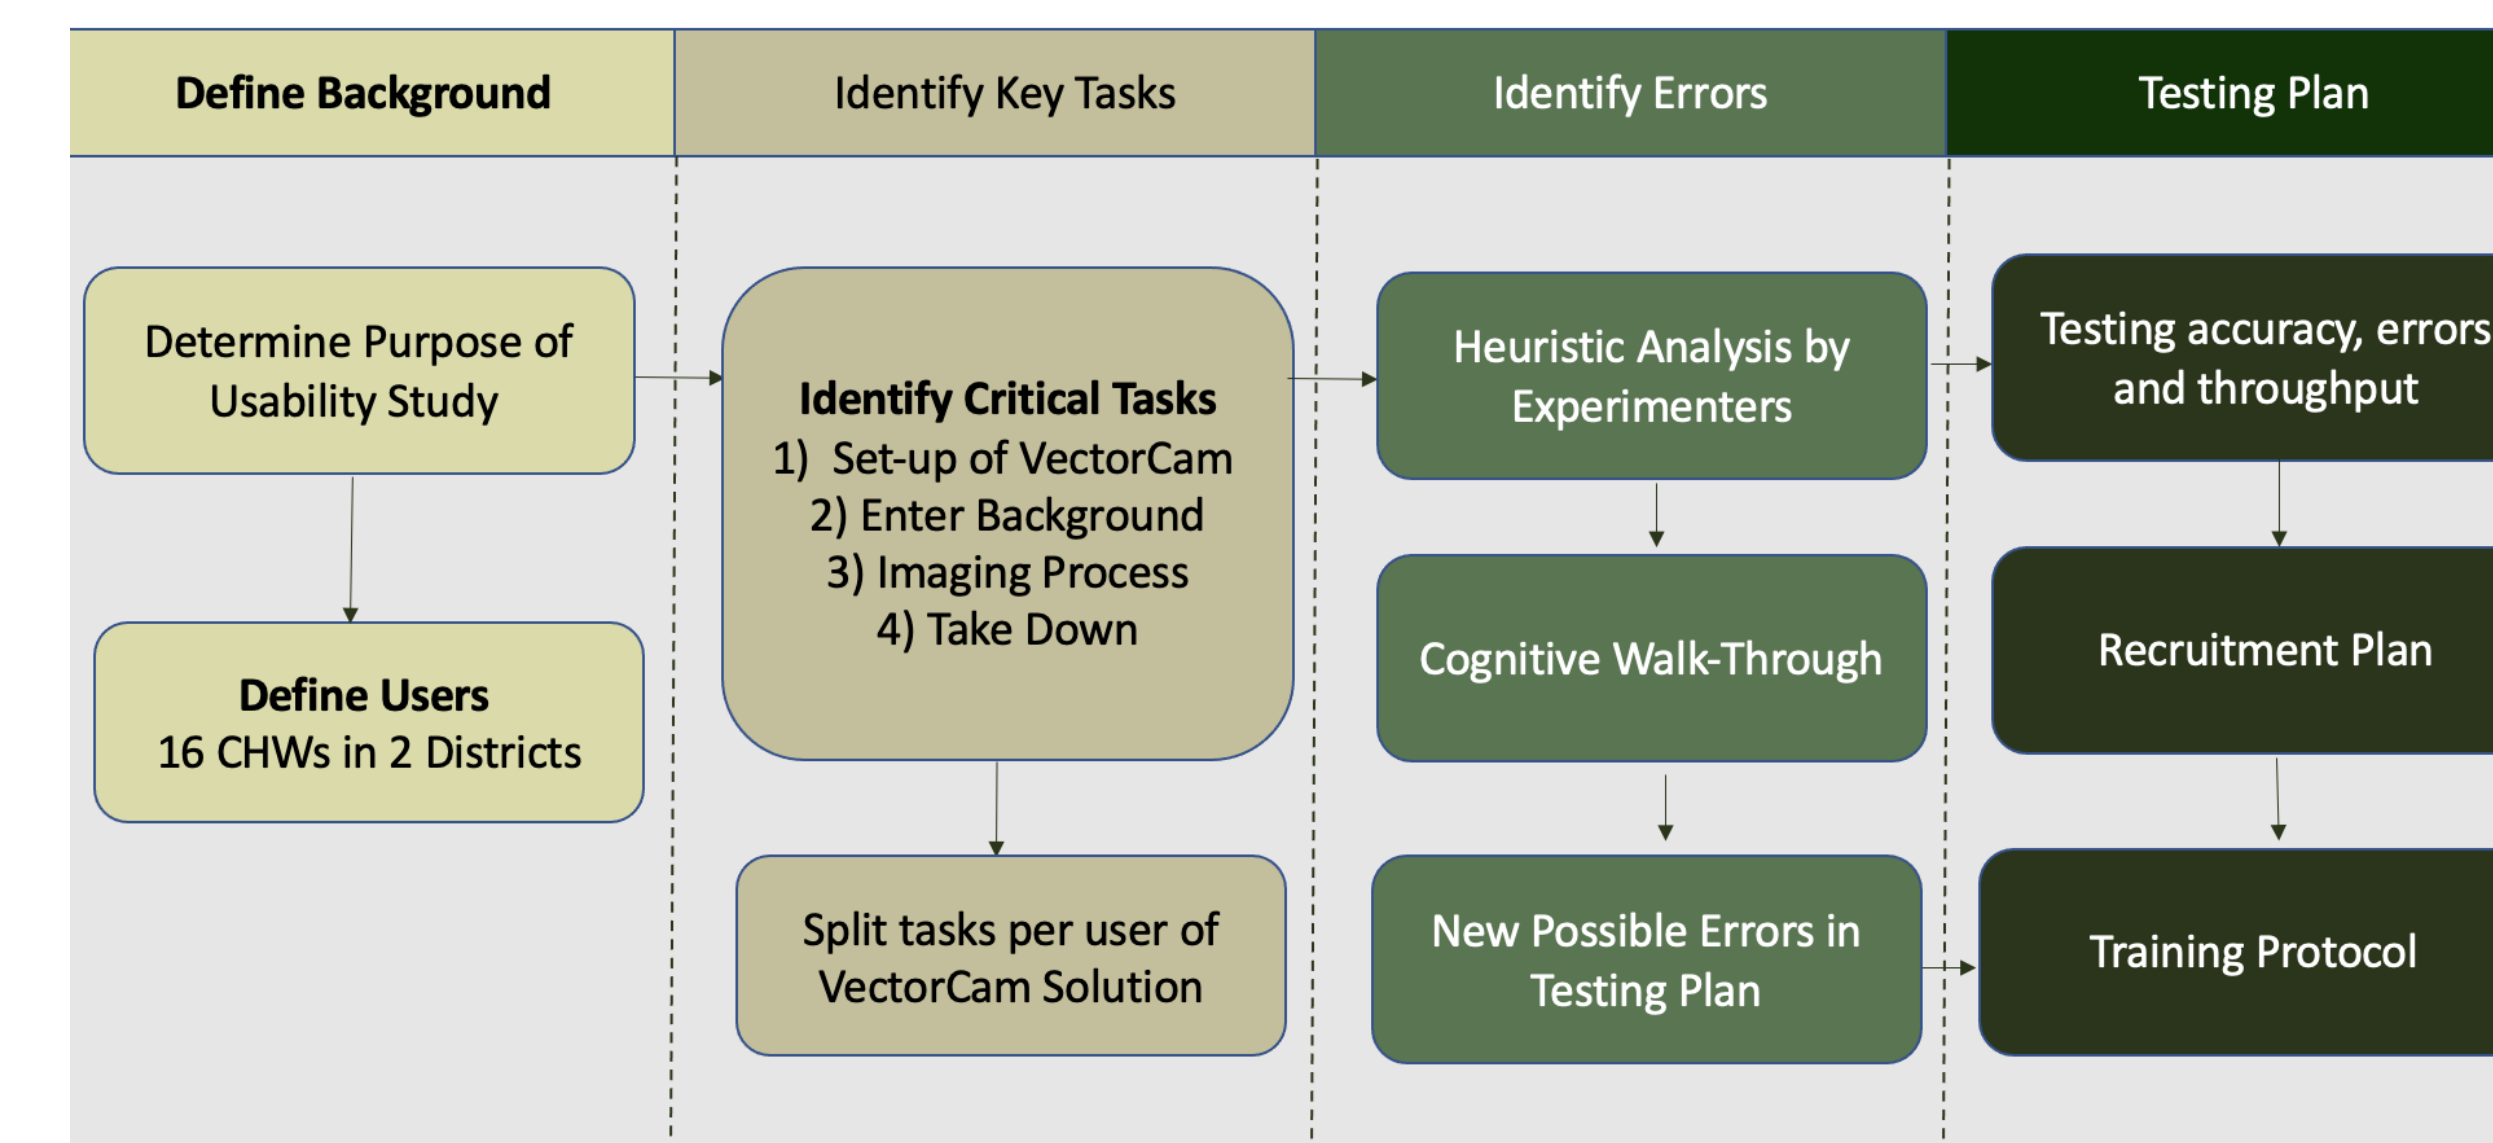 Define Background
Identify Key Tasks
Identify Errors
Testing Plan
Determine Purpose of
Usability Study
Define Users
16 CHWs in 2 Districts
Identify Critical Tasks
1) Set-up of VectorCam
2) Enter Background
3) Imaging Process
4) Take Down
Split tasks per user of
VectorCam Solution
Heuristic Analysis by
Experimenters
Cognitive Walk-Through
New Possible Errors in
Testing Plan
Testing accuracy, errors
and throughput
Recruitment Plan
Training Protocol